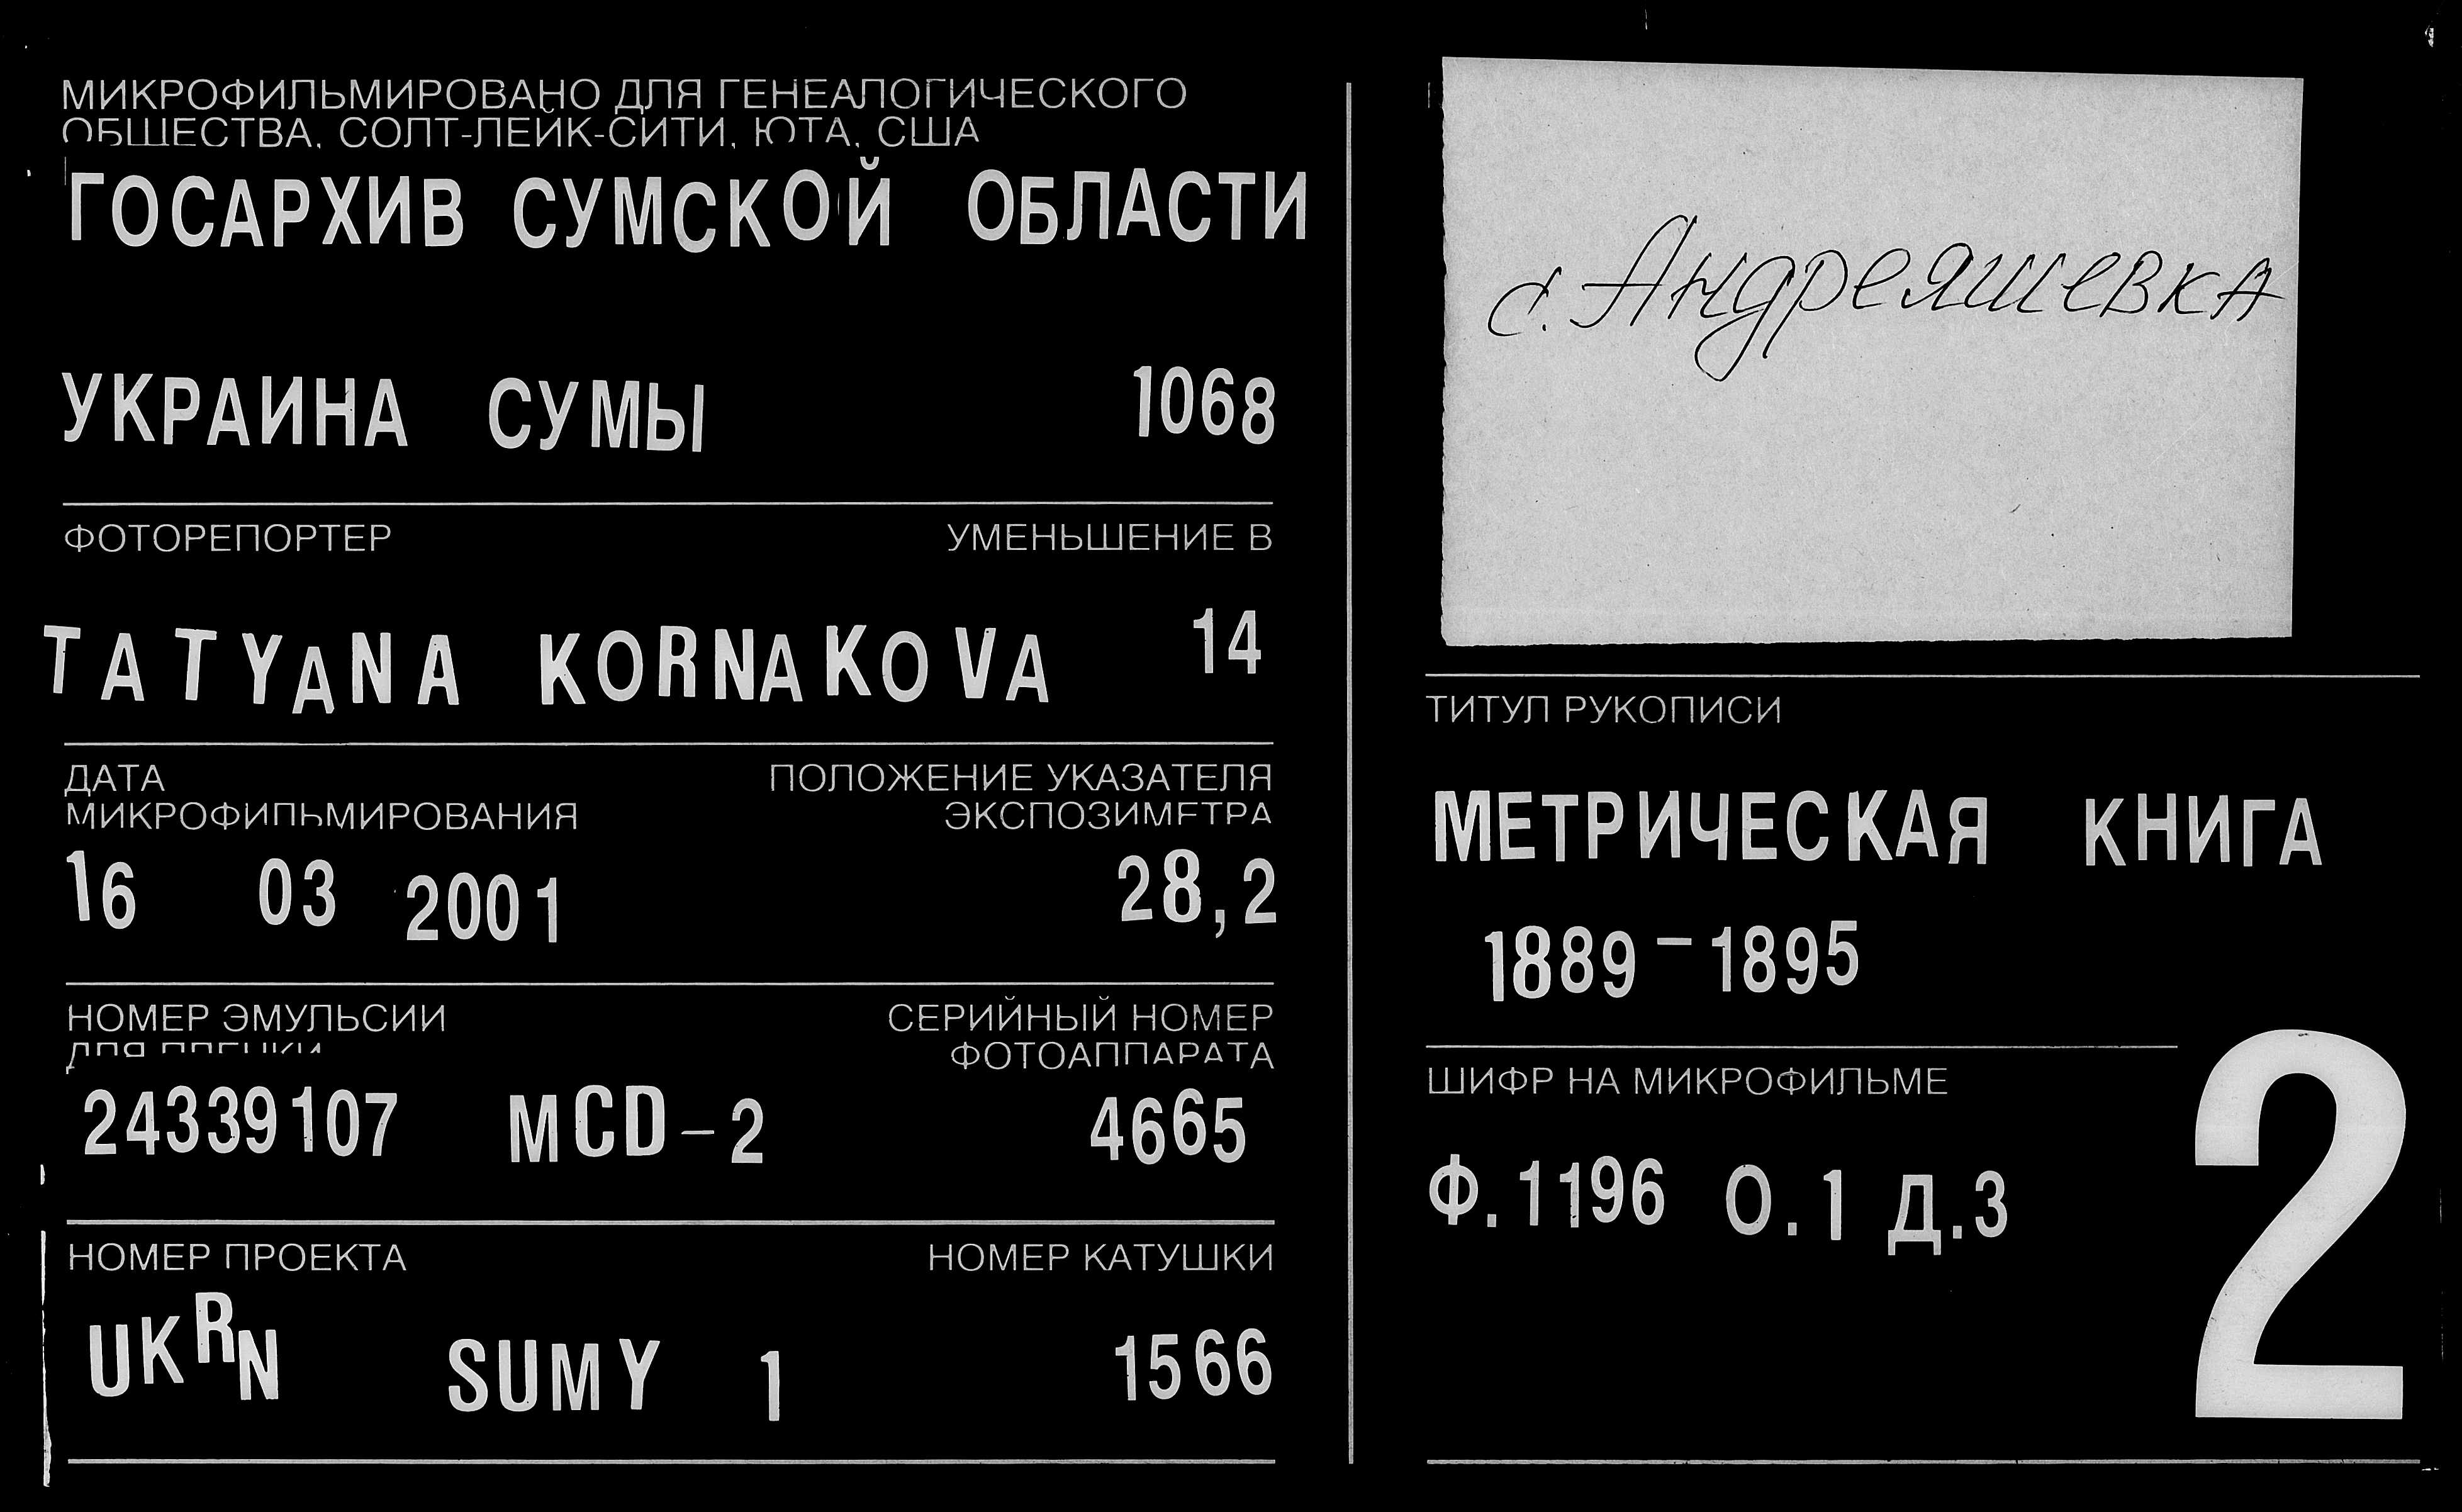 МИКРОФИЛЬМИРОВАНО ДЛЯ ГЕНЕАЛОГИЧЕСКОГО
ОБЩЕСТВА, СОЛТ-ЛЕЙК-СИТИ, ЮТА, США
ГОСАРХИВ СУМСКОЙ ОБЛАСТИ
УКРАИНА СУМЫ 1068
ФОТОРЕПОРТЕР УМЕНЬШЕНИЕ В
TATYANA KORNAKOVA 14
ДАТА ПОЛОЖЕНИЕ УКАЗАТЕЛЯ
МИКРОФИЛЬМИРОВАНИЯ ЭКСПОЗИМЕТРА
16 03 2001 28,2
НОМЕР ЭМУЛЬСИИ СЕРИЙНЫЙ НОМЕР
ДЛЯ ПЛЕНКИ ФОТОАППАРАТА
24339107 MCD-2 4665
НОМЕР ПРОЕКТА НОМЕР КАТУШКИ
UKRN SUMY 1 1566
с. Андреяшевка
ТИТУЛ РУКОПИСИ
МЕТРИЧЕСКАЯ КНИГА
1889-1895
ШИФР НА МИКРОФИЛЬМЕ
Ф.1196 О.1 Д.3
2